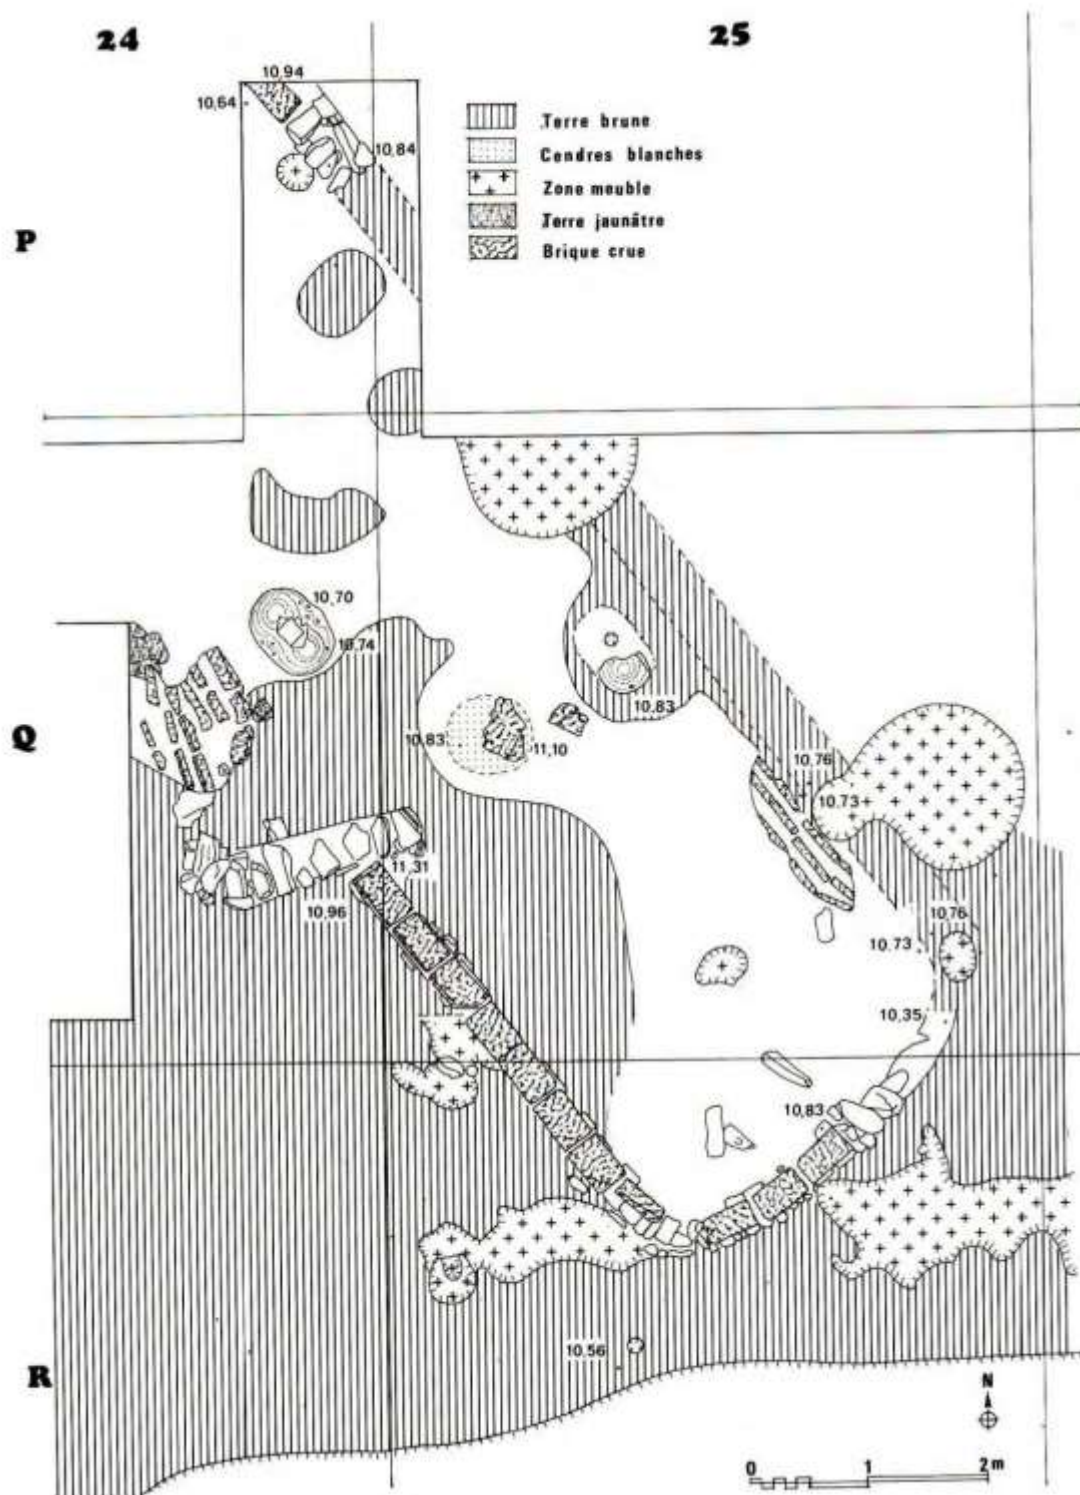 24
25
10,94
10,64
10,84
Terre brune
Cendres blanches
Zone meuble
Terre jaunâtre
Brique crue
P
10,70
10,74
10,83
Q
10,83
11,10
10,76
10,73
11,31
10,96
10,76
10,73
10,35
10,83
10,56
R
N
0 1 2 m